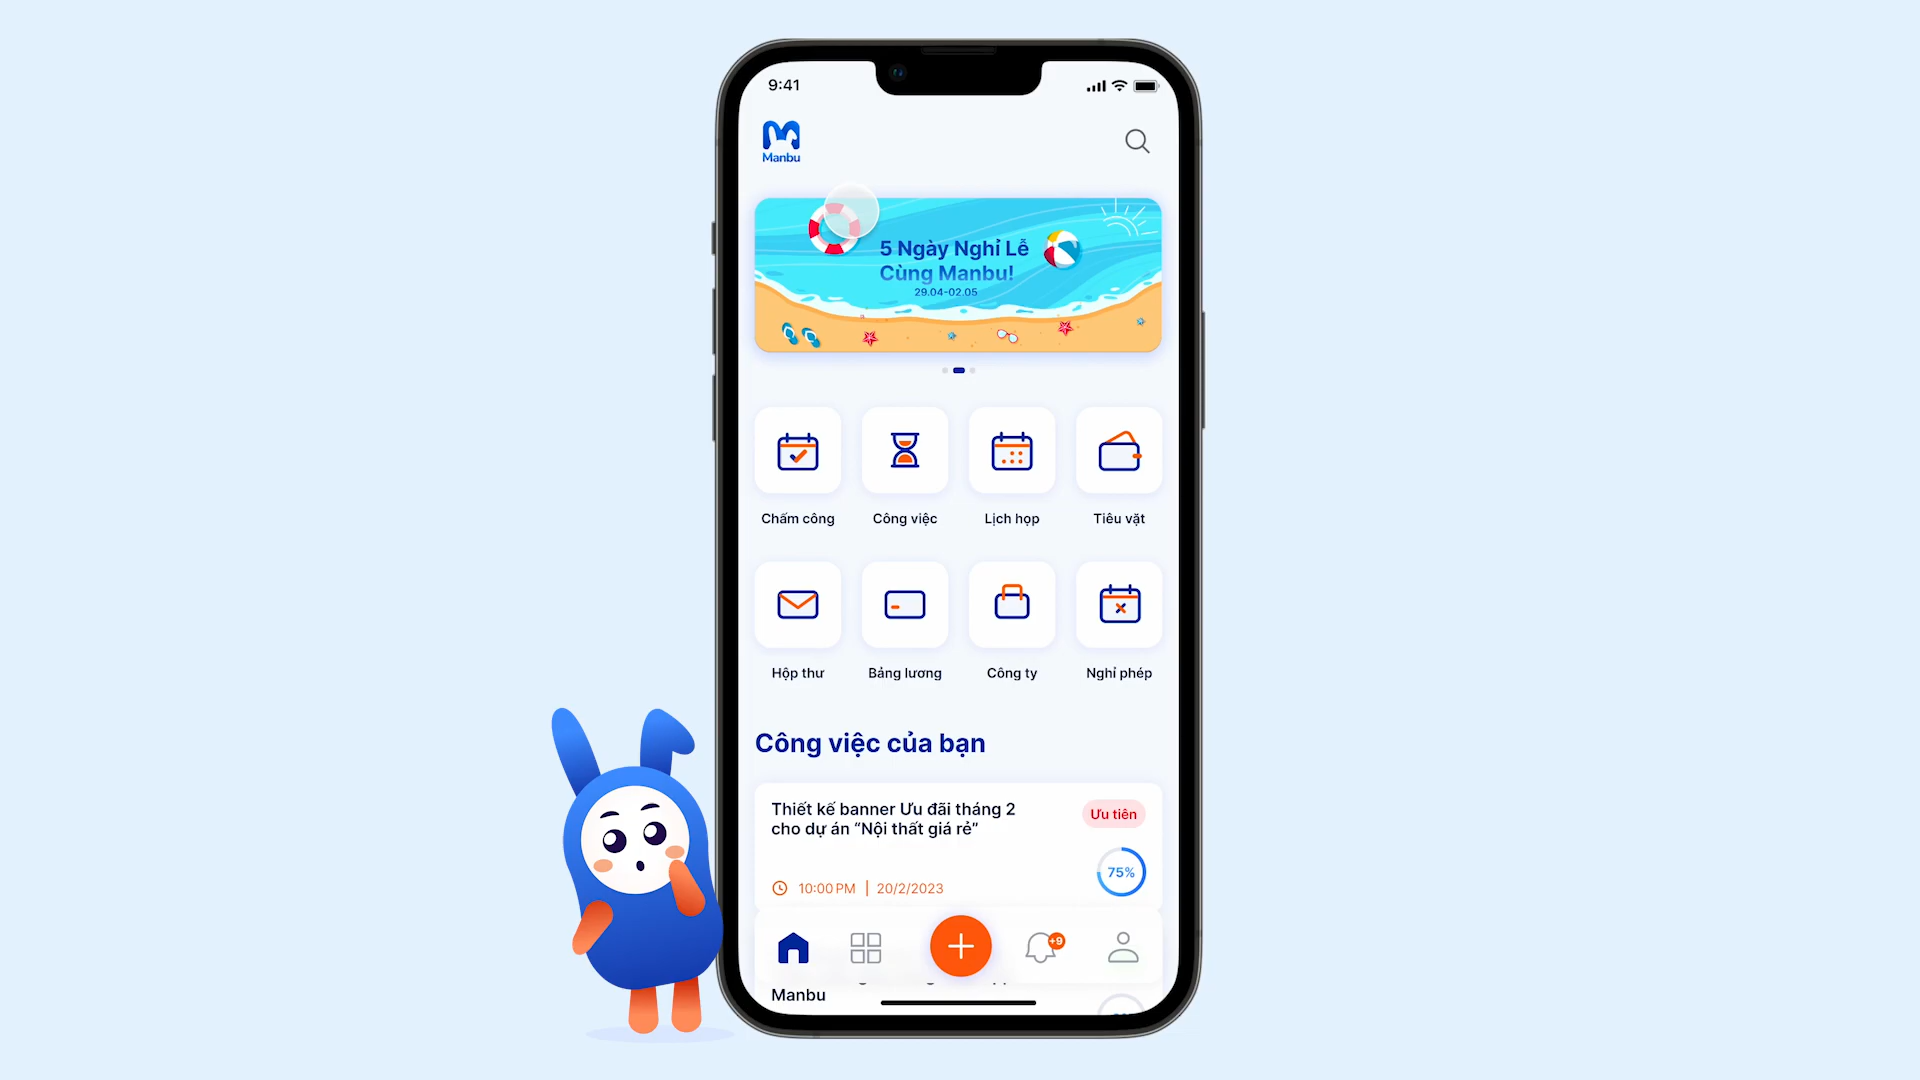 9:41
Manbu
5 Ngày Nghỉ Lễ
Cùng Manbu!
29.04-02.05
Chấm công
Công việc
Lịch họp
Tiêu vặt
Hộp thư
Bảng lương
Công ty
Nghỉ phép
Công việc của bạn
Thiết kế banner Ưu đãi tháng 2
cho dự án “Nội thất giá rẻ”
Ưu tiên
75%
10:00 PM | 20/2/2023
+9
Manbu